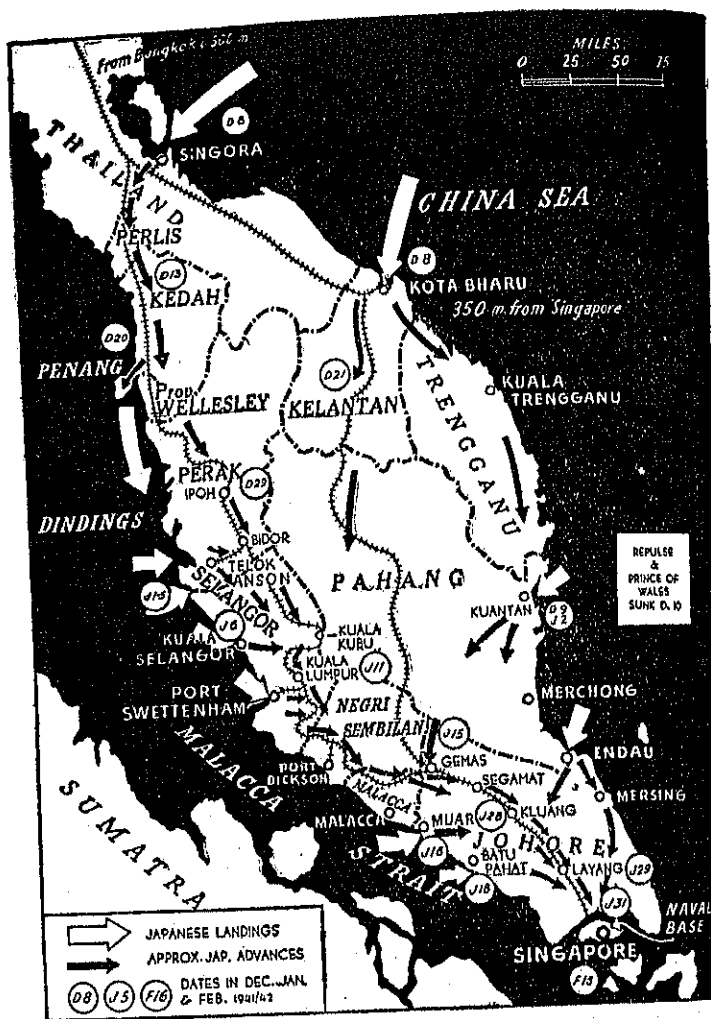 From Bangkok 500 m
MILES
0 25 50 75
D8
SINGORA
THAILAND
CHINA SEA
PERLIS
D8
KOTA BHARU
D13
KEDAH
350 m from Singapore
D20
PENANG
Prov
WELLESLEY
D21
KELANTAN
TRENGGANU
KUALA
TRENGGANU
PERAK
IPOH
D29
DINDINGS
BIDOR
TELOK
ANSON
SELANGOR
PAHANG
REPULSE
&
PRINCE OF
WALES
SUNK D. 10
KUANTAN
D9
J2
J15
J6
KUALA
SELANGOR
KUALA
KUBU
KUALA
LUMPUR
J11
PORT
SWETTENHAM
NEGRI
SEMBILAN
MERCHONG
J15
GEMAS
ENDAU
PORT
DICKSON
MALACCA
STRAIT
SUMATRA
MALACCA
SEGAMAT
MERSING
MALACCA
MUAR
J28
KLUANG
JOHORE
J16
BATU
PAHAT
J18
LAYANG
J29
J31
NAVAL
BASE
SINGAPORE
F15
JAPANESE LANDINGS
APPROX. JAP. ADVANCES
D8 J5 F16 DATES IN DEC., JAN.
& FEB. 1941/42